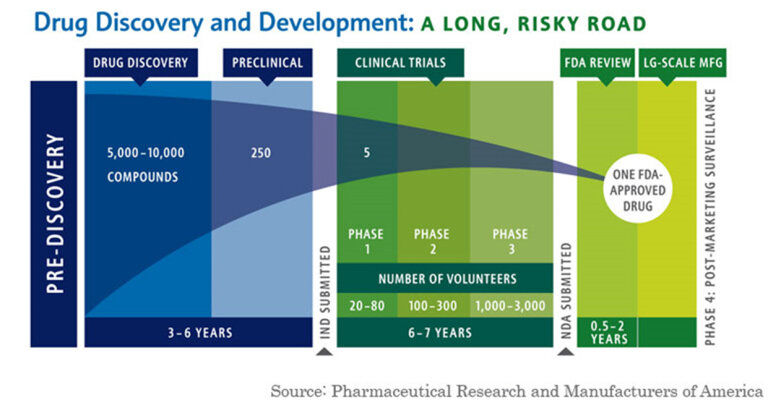 Drug Discovery and Development: A LONG, RISKY ROAD
DRUG DISCOVERY
PRECLINICAL
CLINICAL TRIALS
FDA REVIEW
LG-SCALE MFG
PRE-DISCOVERY
5,000–10,000
COMPOUNDS
250
5
ONE FDA-
APPROVED
DRUG
PHASE
1
PHASE
2
PHASE
3
NUMBER OF VOLUNTEERS
20–80
100–300
1,000–3,000
3–6 YEARS
IND SUBMITTED
6–7 YEARS
NDA SUBMITTED
0.5–2
YEARS
PHASE 4: POST-MARKETING SURVEILLANCE
Source: Pharmaceutical Research and Manufacturers of America